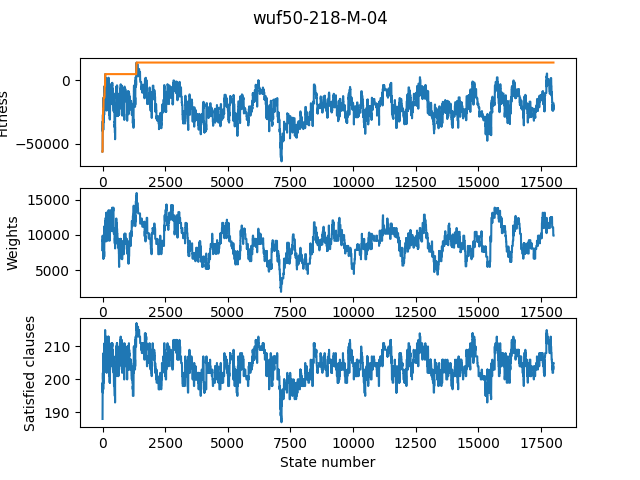 wuf50-218-M-04
Fitness
0
−50000
0 2500 5000 7500 10000 12500 15000 17500
Weights
15000
10000
5000
0 2500 5000 7500 10000 12500 15000 17500
Satisfied clauses
210
200
190
0 2500 5000 7500 10000 12500 15000 17500
State number